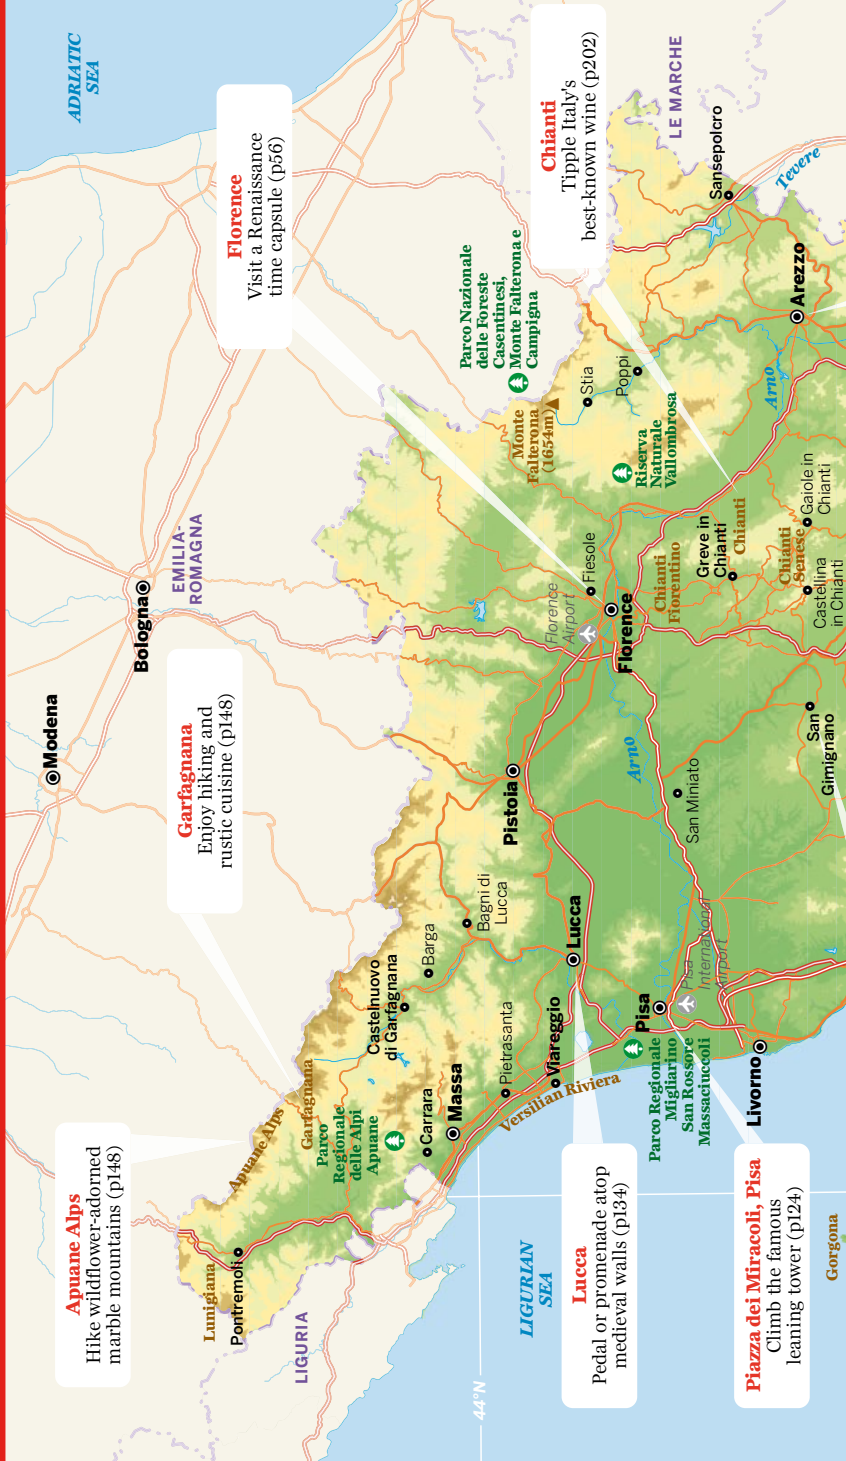 ADRIATIC
SEA
Florence
Visit a Renaissance
time capsule (p56)
Chianti
Tipple Italy's
best-known wine (p202)
LE MARCHE
Sansepolcro
Tevere
Parco Nazionale
delle Foreste
Casentinesi,
Monte Falterona e
Campigna
Monte
Falterona
(1654m)
Stia
Poppi
Riserva
Naturale
Vallombrosa
Arno
Arezzo
Modena
Bologna
EMILIA-
ROMAGNA
Garfagnana
Enjoy hiking and
rustic cuisine (p148)
Florence
Airport
Fiesole
Florence
Chianti
Fiorentino
Greve in
Chianti
Chianti
Chianti
Senese
Gaiole in
Chianti
Castellina
in Chianti
Pistoia
Arno
San Miniato
San
Gimignano
Bagni di
Lucca
Barga
Castelnuovo
di Garfagnana
Lucca
Pisa
Pisa
International
Airport
Apuane Alps
Hike wildflower-adorned
marble mountains (p148)
Apuane Alps
Garfagnana
Parco
Regionale
delle Alpi
Apuane
Carrara
Massa
Pietrasanta
Viareggio
Versilian Riviera
Parco Regionale
Migliarino
San Rossore
Massaciuccoli
Livorno
Lunigiana
Pontremoli
LIGURIA
44°N
LIGURIAN
SEA
Lucca
Pedal or promenade atop
medieval walls (p134)
Piazza dei Miracoli, Pisa
Climb the famous
leaning tower (p124)
Gorgona